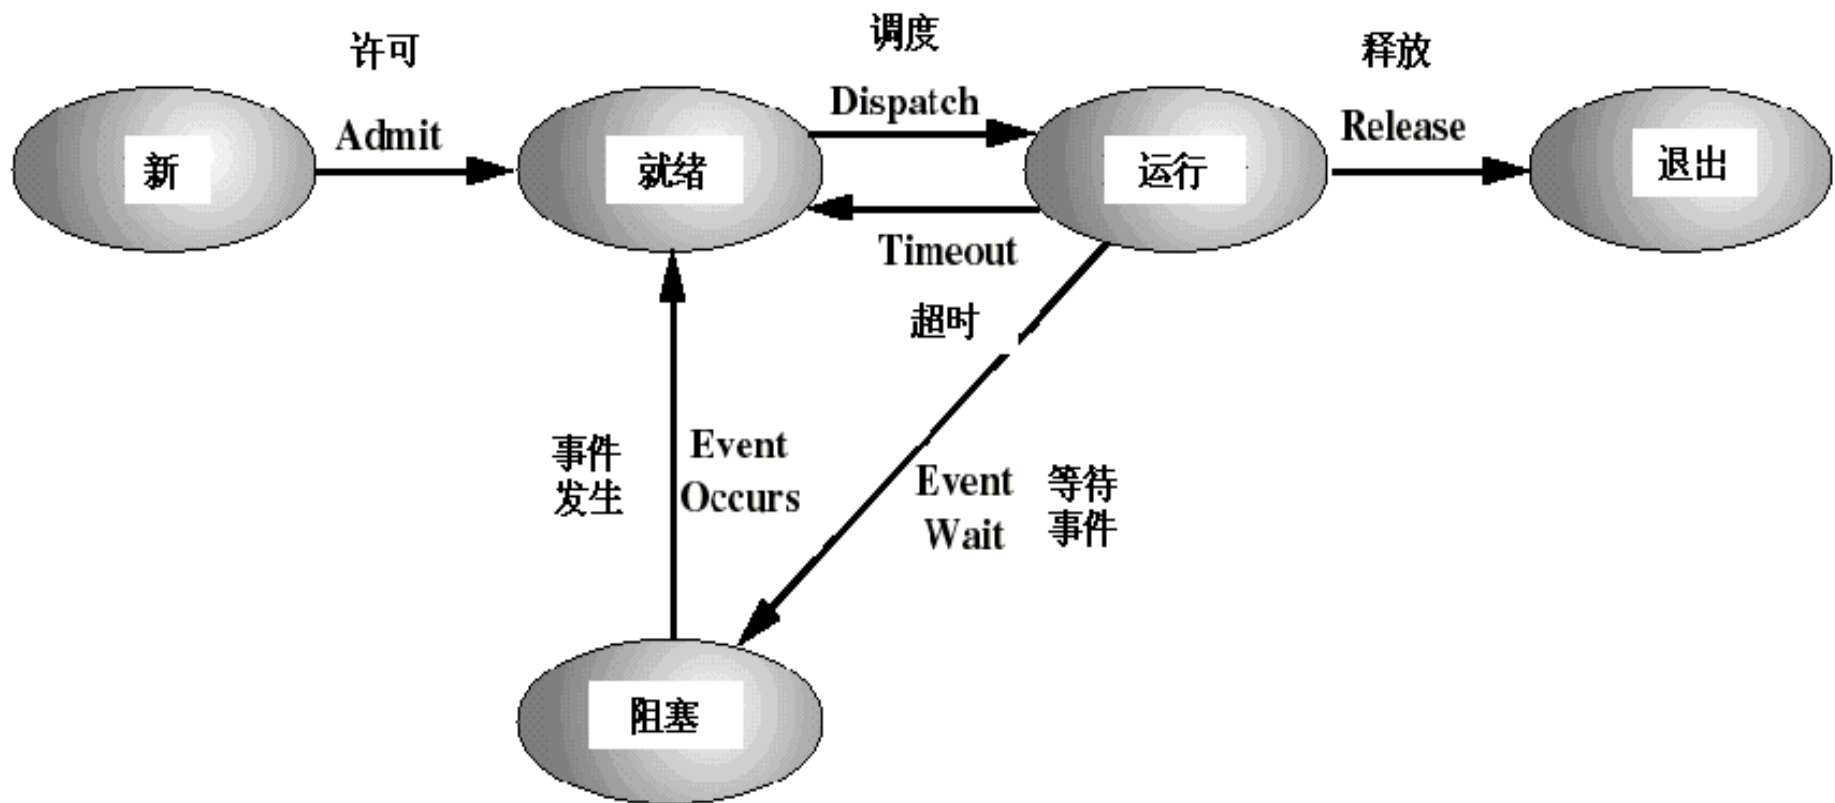 许可
调度
释放
Admit
Dispatch
Release
新
就绪
运行
退出
Timeout
超时
事件
发生
Event
Occurs
Event
Wait
等待
事件
阻塞